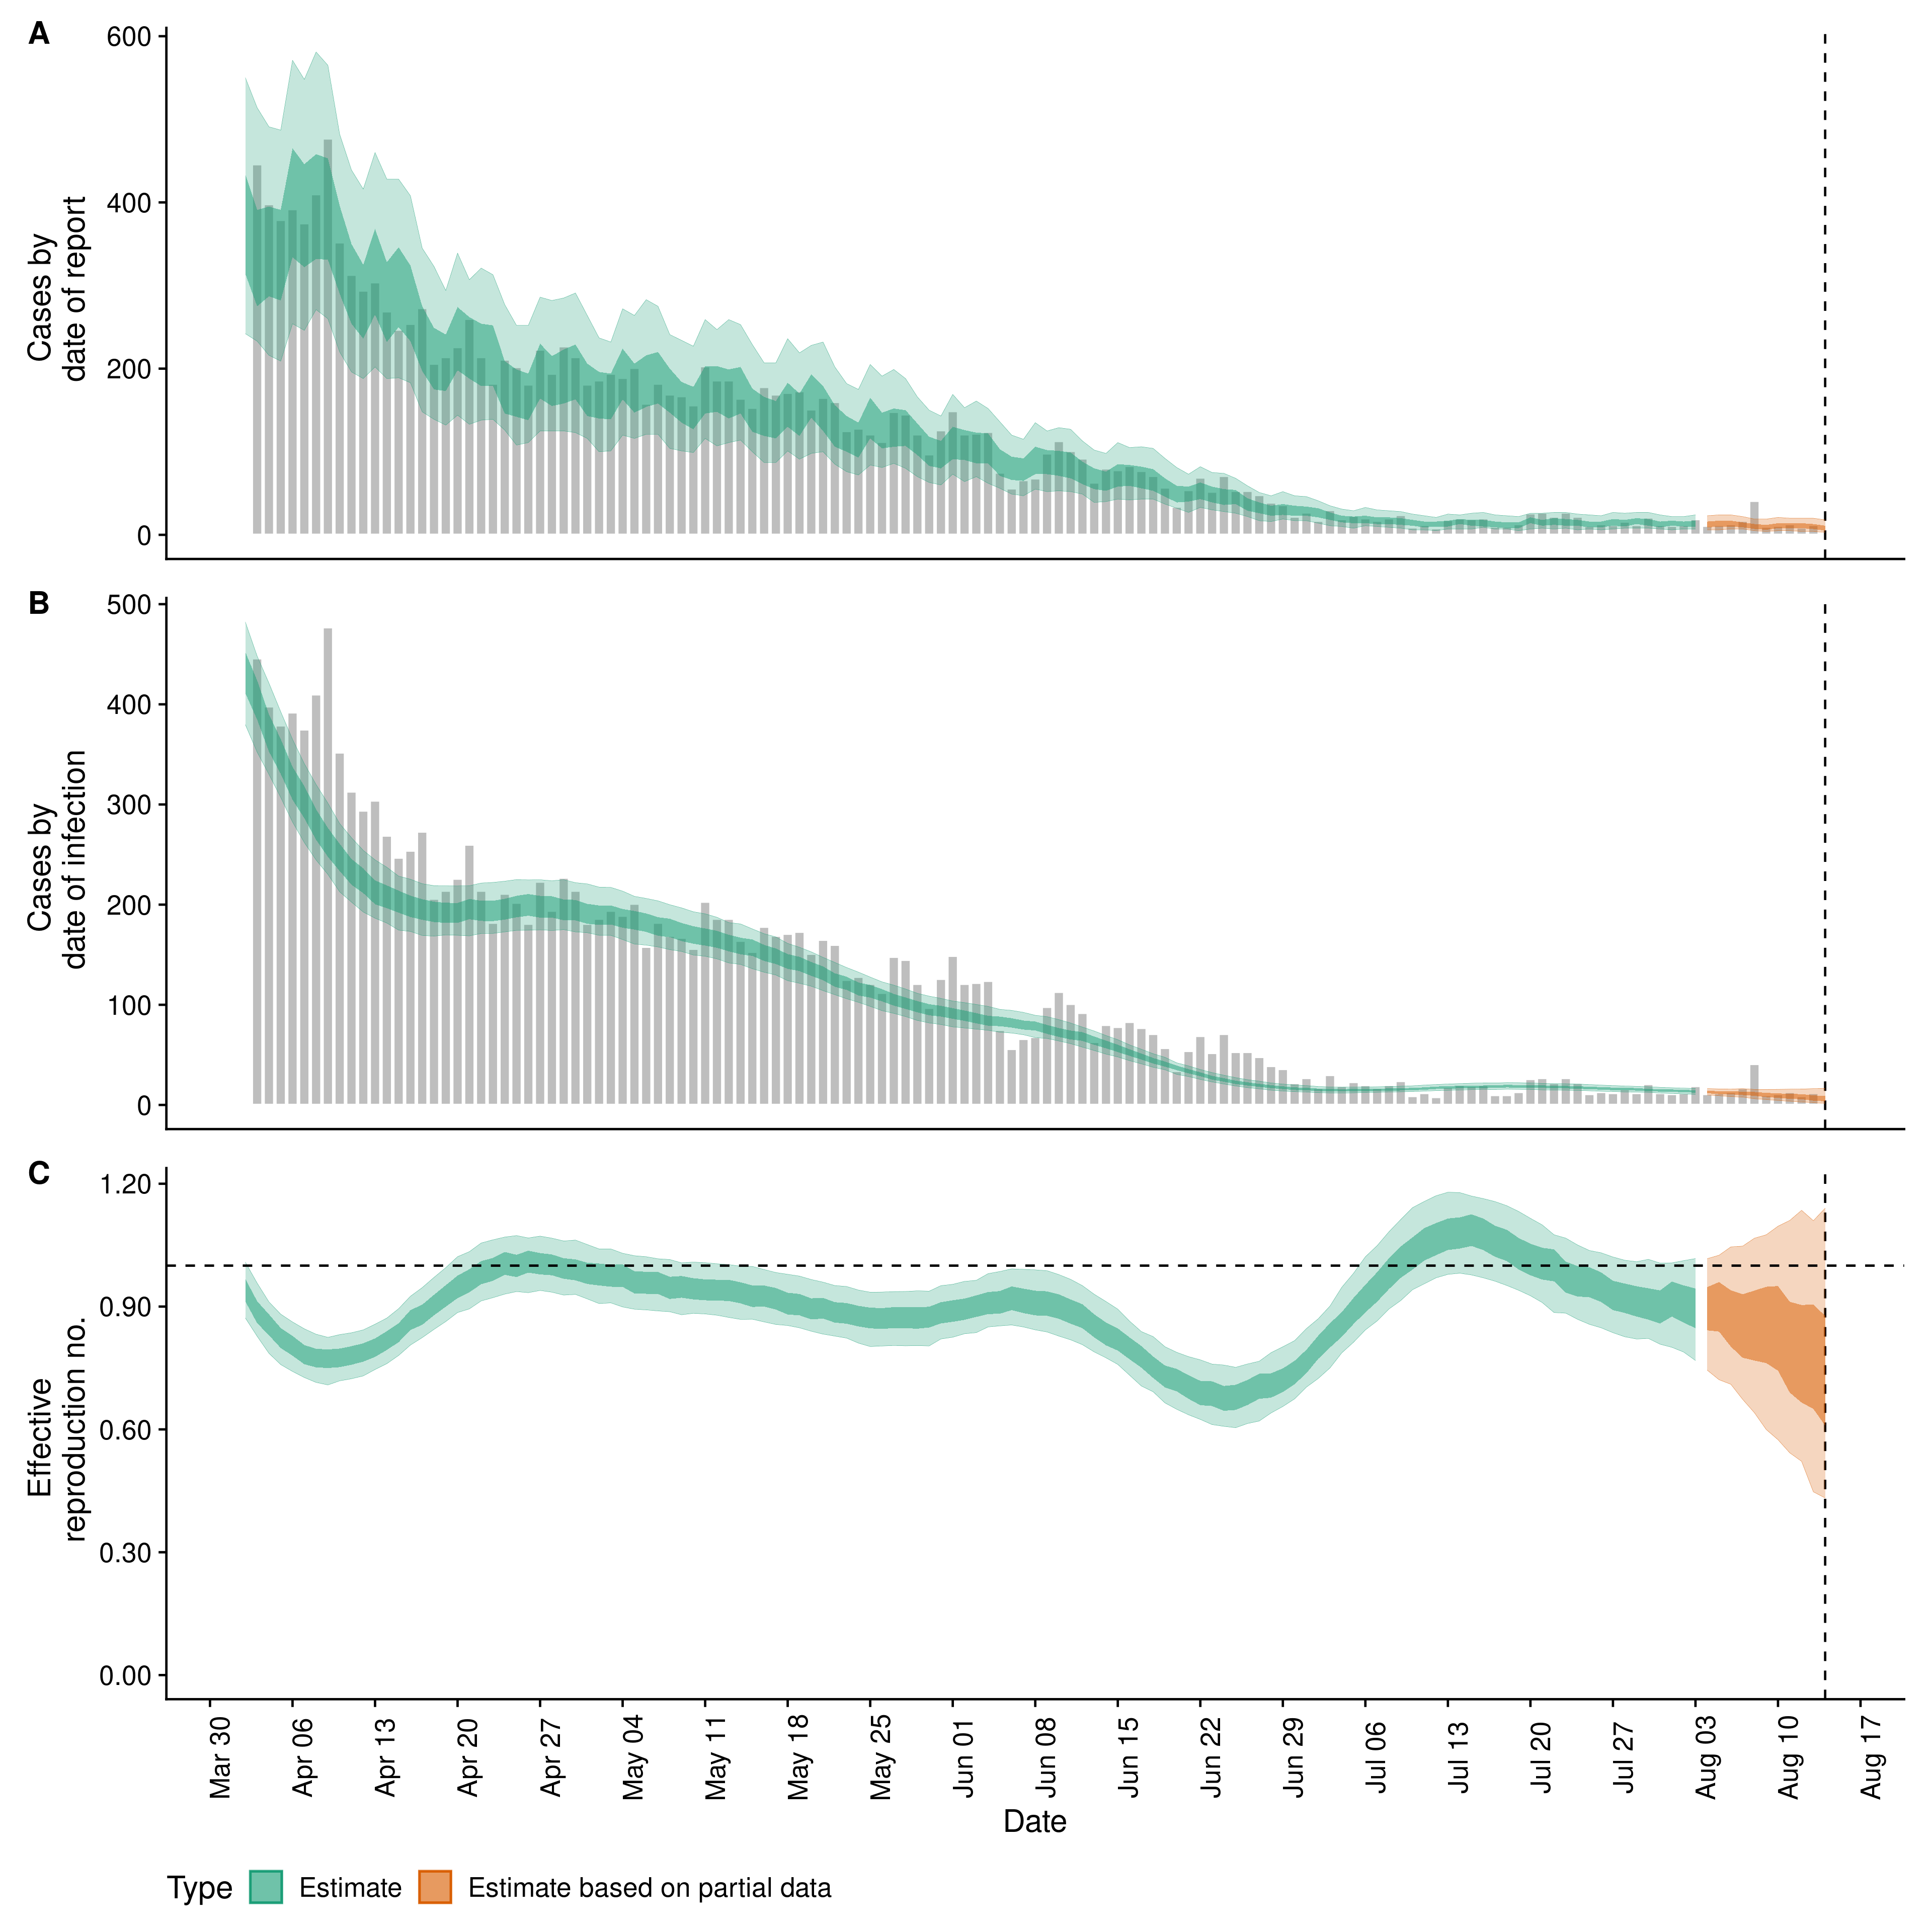 A
600
400
200
0
Cases by
date of report
B
500
400
300
200
100
0
Cases by
date of infection
C
1.20
0.90
0.60
0.30
0.00
Effective
reproduction no.
Mar 30
Apr 06
Apr 13
Apr 20
Apr 27
May 04
May 11
May 18
May 25
Jun 01
Jun 08
Jun 15
Jun 22
Jun 29
Jul 06
Jul 13
Jul 20
Jul 27
Aug 03
Aug 10
Aug 17
Date
Type Estimate Estimate based on partial data